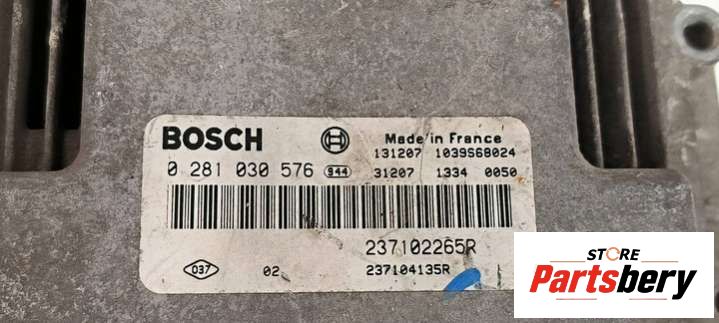 BOSCH
Made in France
131207 1039S68024
0 281 030 576 944 31207 1334 0050
237102265R
037 02 237104135R
STORE
Partsbery